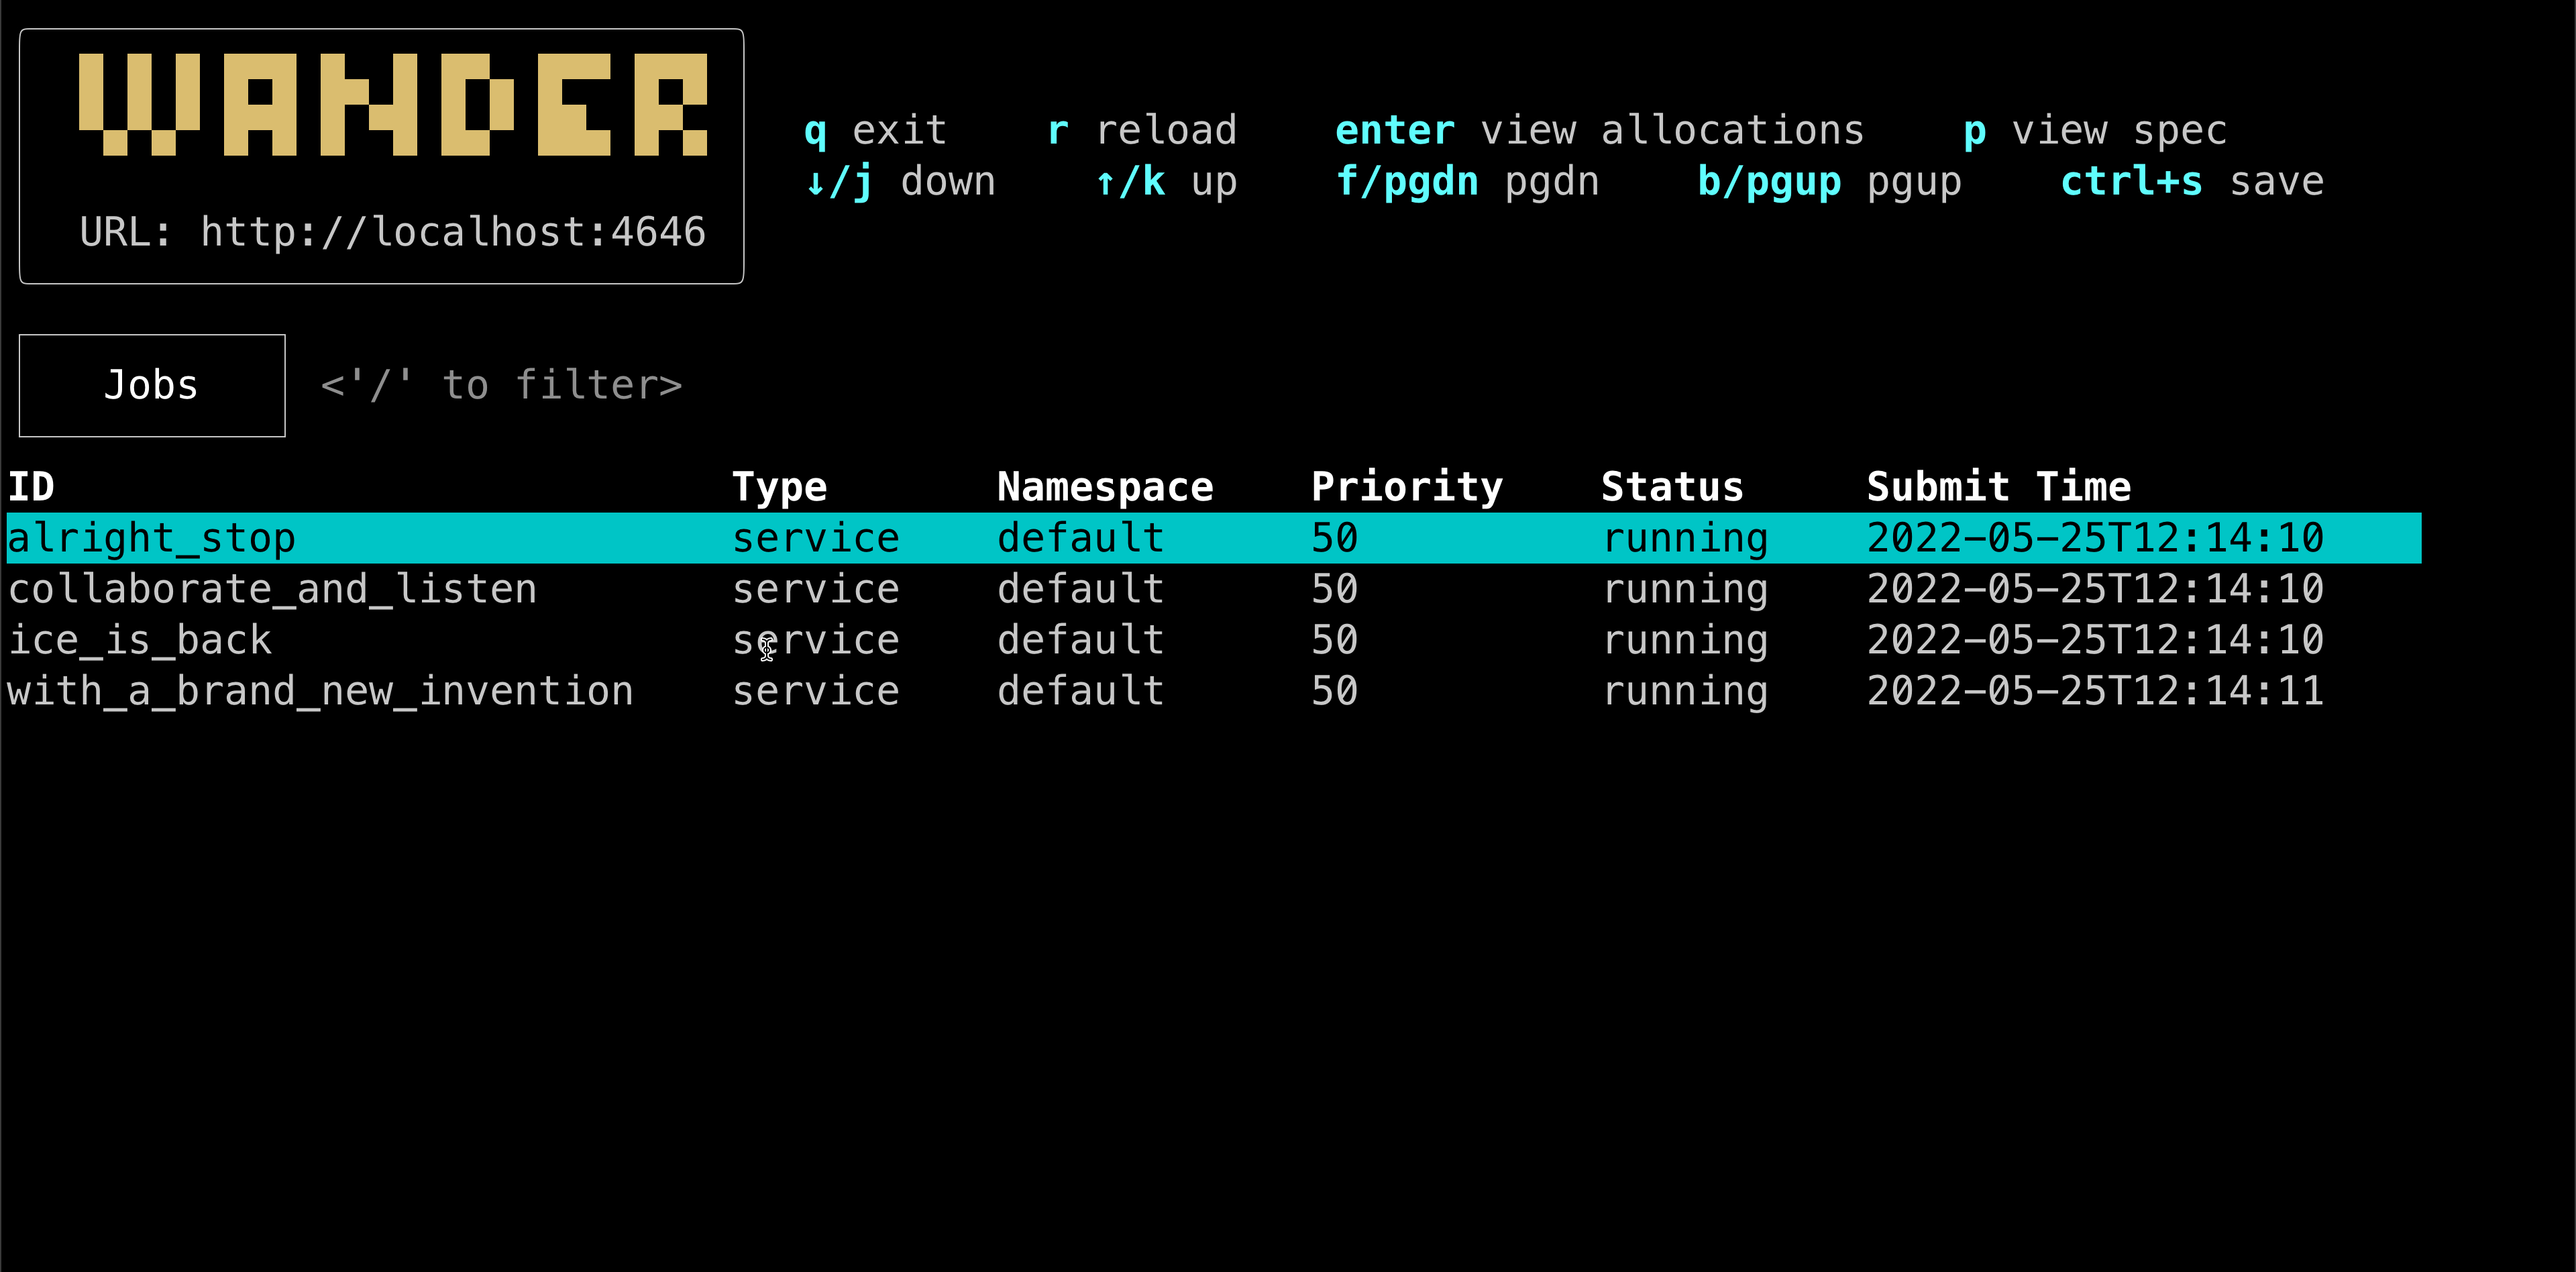 WANDER
URL: http://localhost:4646
q exit r reload enter view allocations p view spec
↓/j down ↑/k up f/pgdn pgdn b/pgup pgup ctrl+s save
Jobs <'/' to filter>
ID Type Namespace Priority Status Submit Time
alright_stop service default 50 running 2022-05-25T12:14:10
collaborate_and_listen service default 50 running 2022-05-25T12:14:10
ice_is_back service default 50 running 2022-05-25T12:14:10
with_a_brand_new_invention service default 50 running 2022-05-25T12:14:11